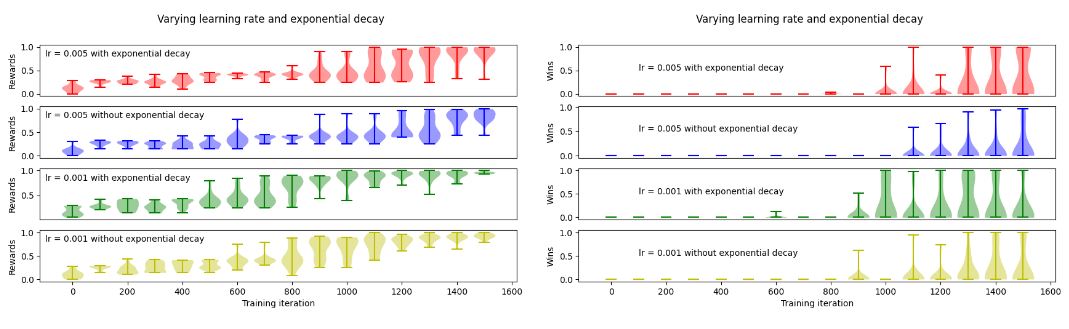 Varying learning rate and exponential decay
1.0
lr = 0.005 with exponential decay
0.5
0.0
Rewards
1.0
lr = 0.005 without exponential decay
0.5
0.0
Rewards
1.0
lr = 0.001 with exponential decay
0.5
Rewards
1.0
lr = 0.001 without exponential decay
0.5
0.0
Rewards
0 200 400 600 800 1000 1200 1400 1600
Training iteration
Varying learning rate and exponential decay
1.0
lr = 0.005 with exponential decay
0.5
0.0
Wins
1.0
lr = 0.005 without exponential decay
0.5
0.0
Wins
1.0
lr = 0.001 with exponential decay
0.5
0.0
Wins
1.0
lr = 0.001 without exponential decay
0.5
0.0
Wins
0 200 400 600 800 1000 1200 1400 1600
Training iteration